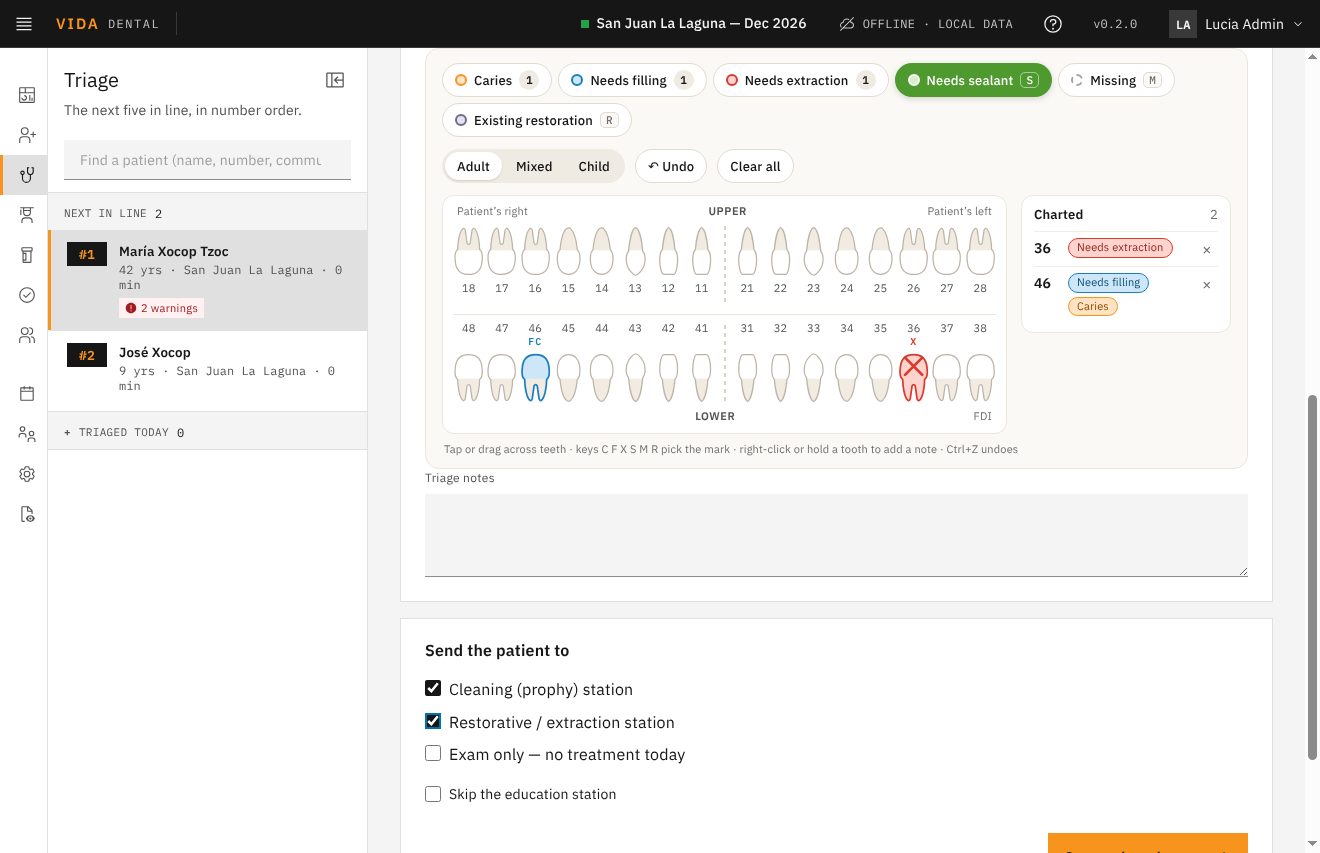 VIDA DENTAL
San Juan La Laguna — Dec 2026
OFFLINE · LOCAL DATA
v0.2.0
LA
Lucia Admin
Triage
The next five in line, in number order.
Find a patient (name, number, commu
NEXT IN LINE 2
#1
María Xocop Tzoc
42 yrs · San Juan La Laguna · 0
min
2 warnings
#2
José Xocop
9 yrs · San Juan La Laguna · 0
min
+ TRIAGED TODAY 0
Caries 1
Needs filling 1
Needs extraction 1
Needs sealant S
Missing M
Existing restoration R
Adult Mixed Child
↶ Undo
Clear all
Patient's right UPPER Patient's left
18 17 16 15 14 13 12 11 21 22 23 24 25 26 27 28
48 47 46 45 44 43 42 41 31 32 33 34 35 36 37 38
FC X
LOWER FDI
Charted 2
36 Needs extraction ×
46 Needs filling ×
Caries
Tap or drag across teeth · keys C F X S M R pick the mark · right-click or hold a tooth to add a note · Ctrl+Z undoes
Triage notes
Send the patient to
Cleaning (prophy) station
Restorative / extraction station
Exam only — no treatment today
Skip the education station